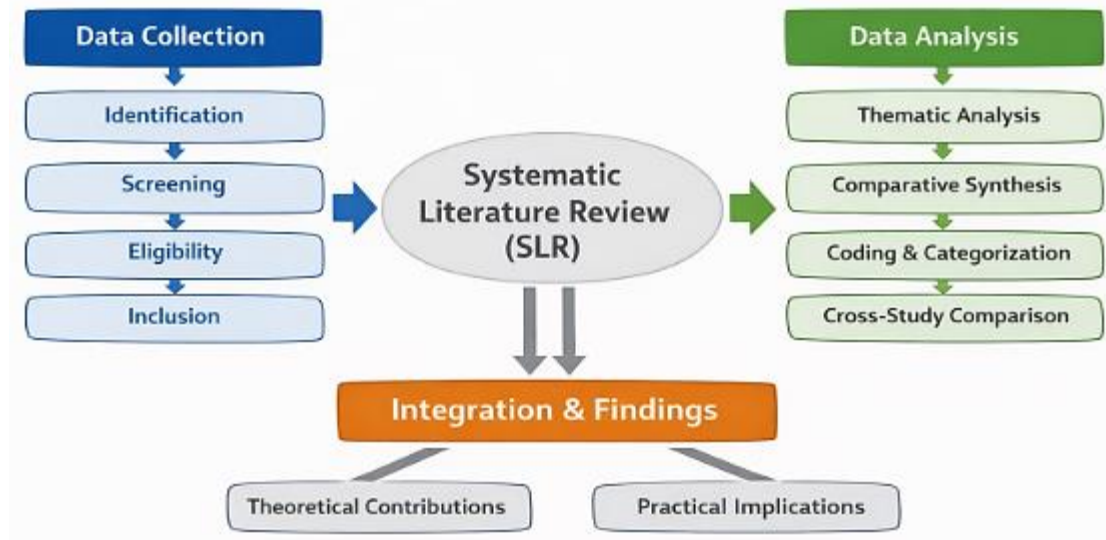 Data Collection
Identification
Screening
Eligibility
Inclusion
Systematic
Literature Review
(SLR)
Data Analysis
Thematic Analysis
Comparative Synthesis
Coding & Categorization
Cross-Study Comparison
Integration & Findings
Theoretical Contributions
Practical Implications